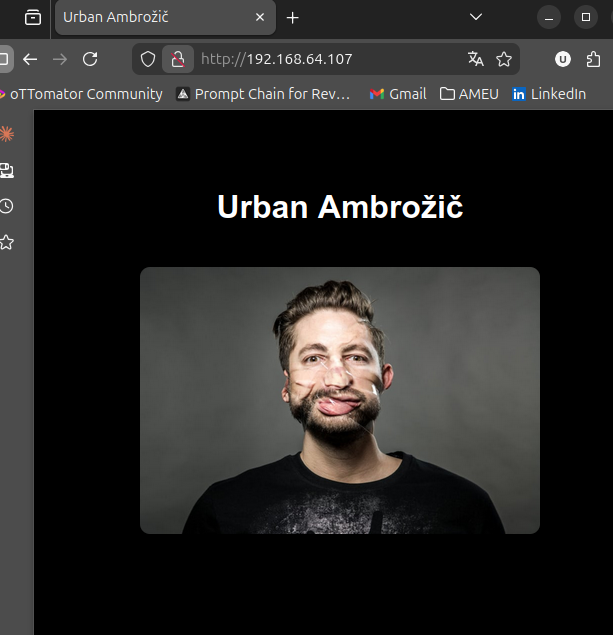 Urban Ambrožič
http://192.168.64.107
oTTomator Community
Prompt Chain for Rev…
Gmail
AMEU
LinkedIn
Urban Ambrožič